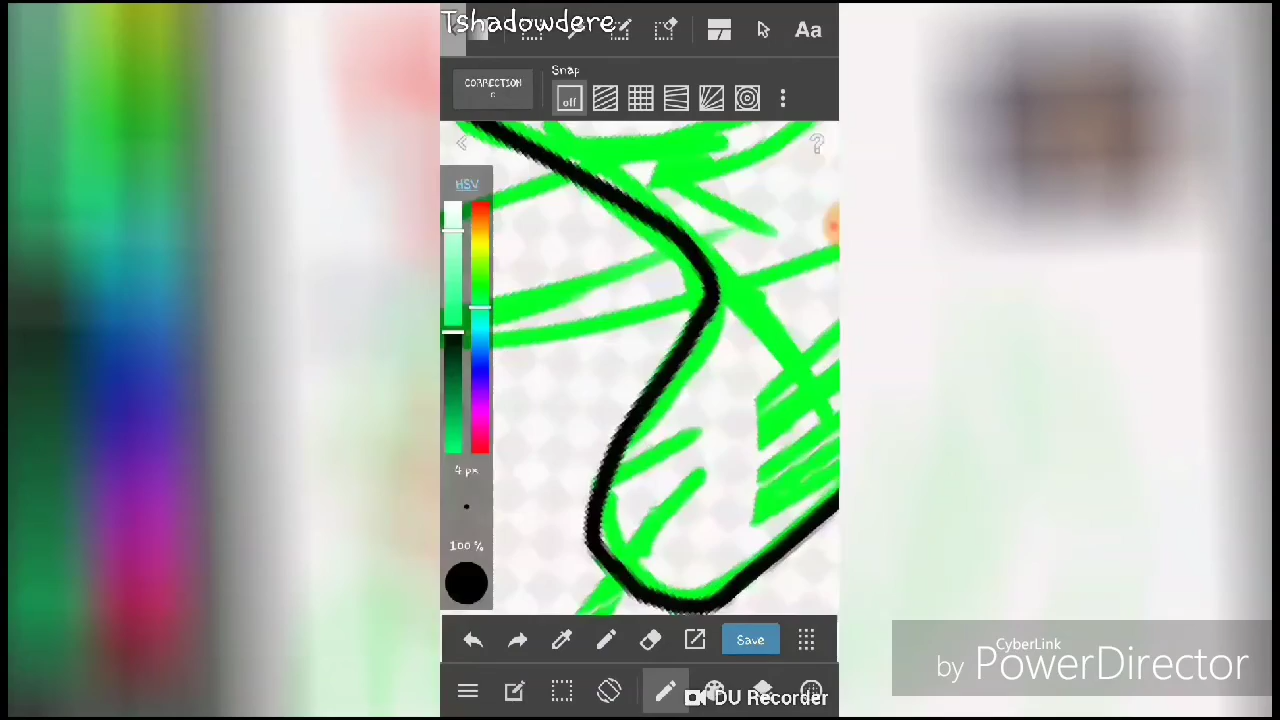 Tshadowdere
Aa
Snap
CORRECTION
off
?
HSV
4 px
100 %
Save
DU Recorder
CyberLink
by PowerDirector